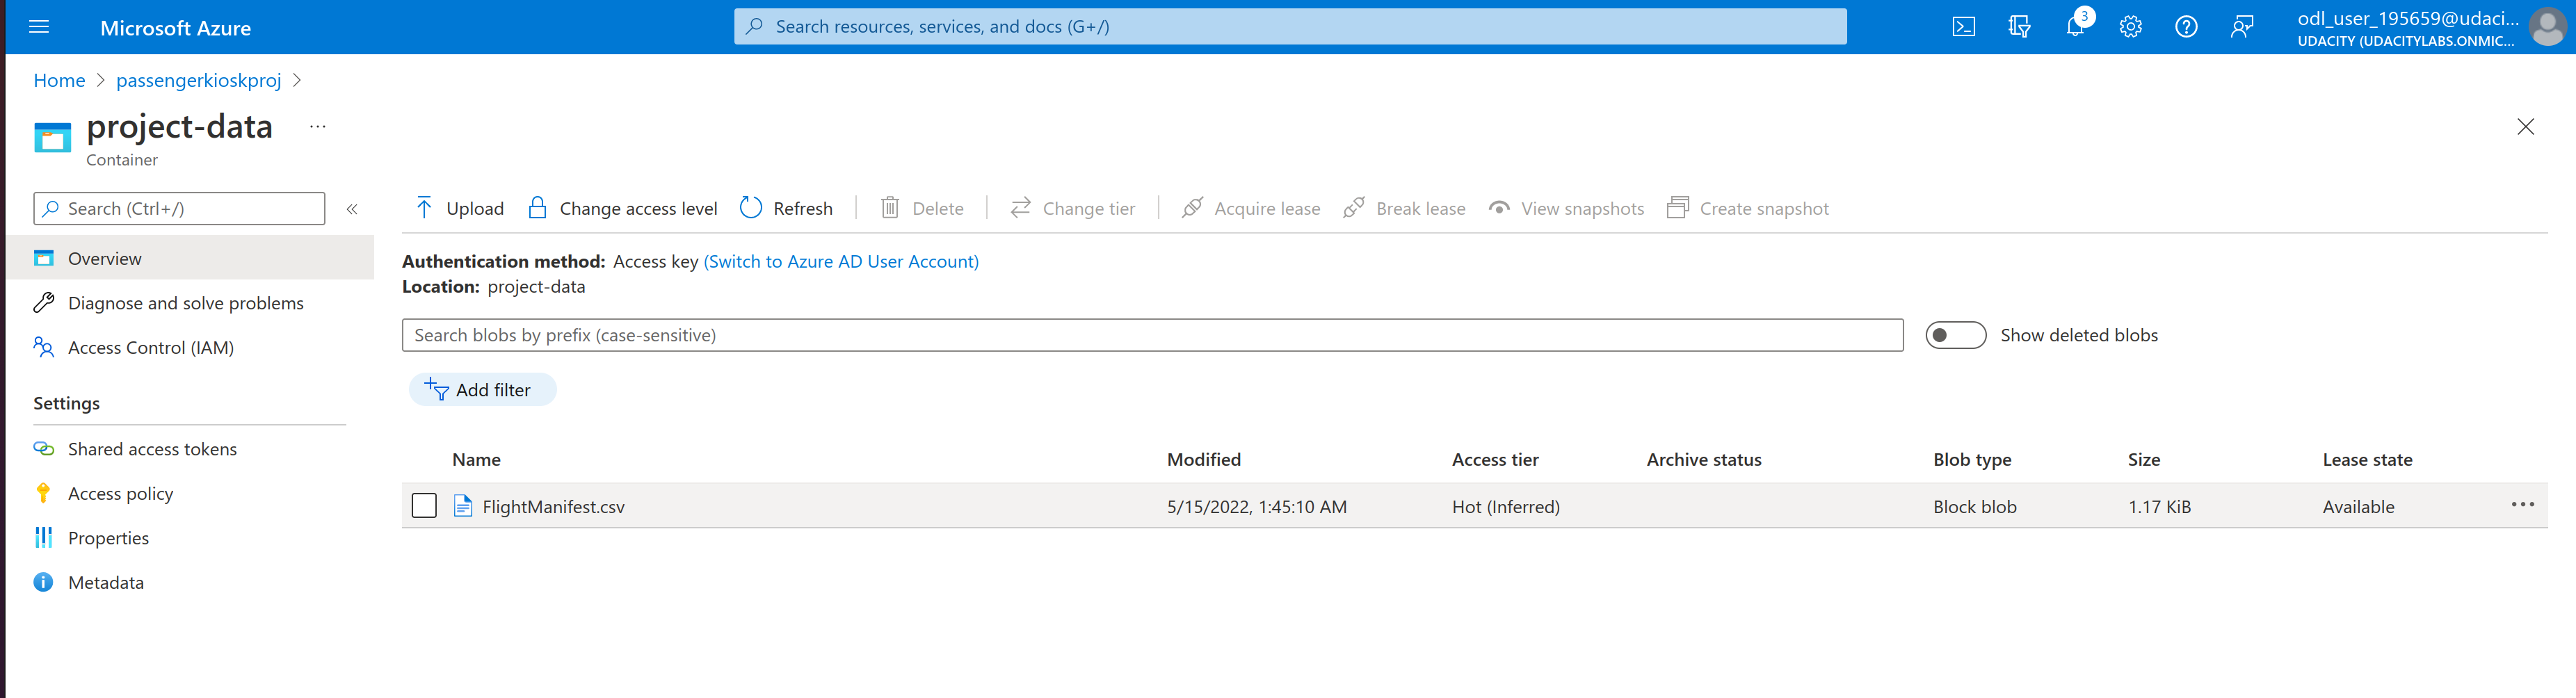 Microsoft Azure
Search resources, services, and docs (G+/)
3
odl_user_195659@udaci...
UDACITY (UDACITYLABS.ONMIC...
Home > passengerkioskproj >
project-data ...
Container
Search (Ctrl+/) «
Upload Change access level Refresh Delete Change tier Acquire lease Break lease View snapshots Create snapshot
Overview
Diagnose and solve problems
Access Control (IAM)
Settings
Shared access tokens
Access policy
Properties
Metadata
Authentication method: Access key (Switch to Azure AD User Account)
Location: project-data
Search blobs by prefix (case-sensitive) Show deleted blobs
Add filter
Name Modified Access tier Archive status Blob type Size Lease state
FlightManifest.csv 5/15/2022, 1:45:10 AM Hot (Inferred) Block blob 1.17 KiB Available ...